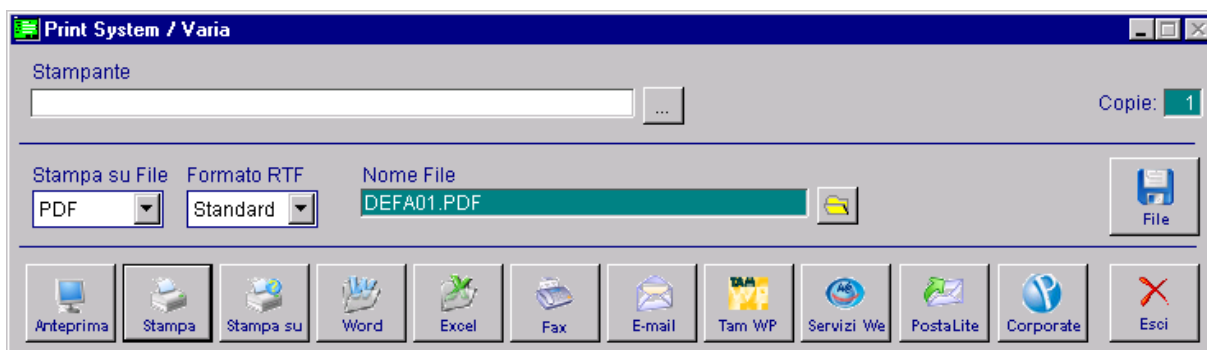 Print System / Varia
Stampante
...
Copie: 1
Stampa su File Formato RTF Nome File
PDF Standard DEFA01.PDF
File
Anteprima Stampa Stampa su Word Excel Fax E-mail Tam WP Servizi We PostaLite Corporate Esci